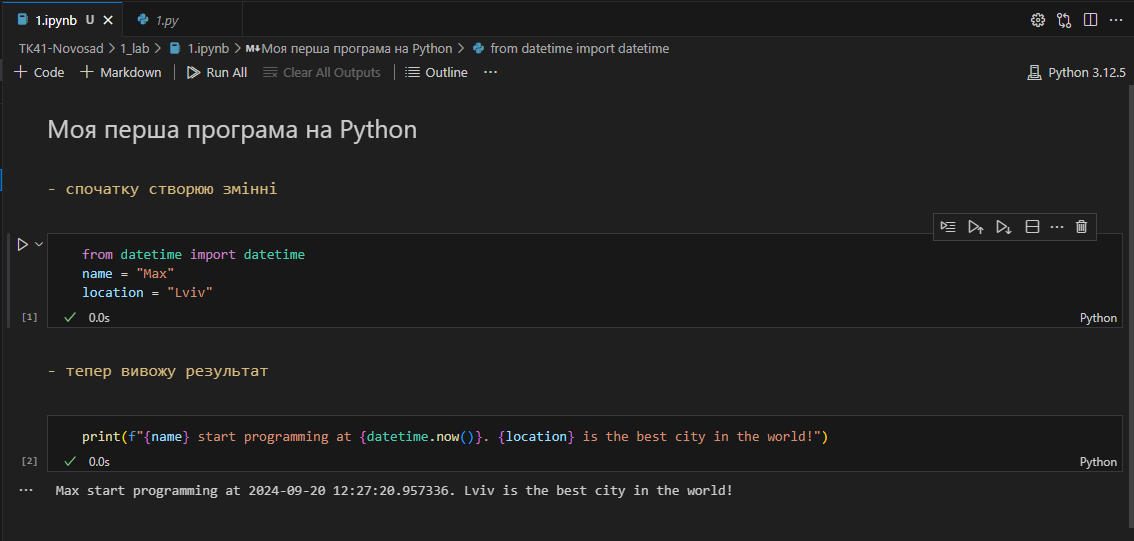 1.ipynb U 1.py
TK41-Novosad > 1_lab > 1.ipynb > M↓Моя перша програма на Python > from datetime import datetime
+ Code + Markdown Run All Clear All Outputs Outline ... Python 3.12.5
Моя перша програма на Python
- спочатку створюю змінні
from datetime import datetime
name = "Max"
location = "Lviv"
[1] 0.0s Python
- тепер вивожу результат
print(f"{name} start programming at {datetime.now()}. {location} is the best city in the world!")
[2] 0.0s Python
... Max start programming at 2024-09-20 12:27:20.957336. Lviv is the best city in the world!